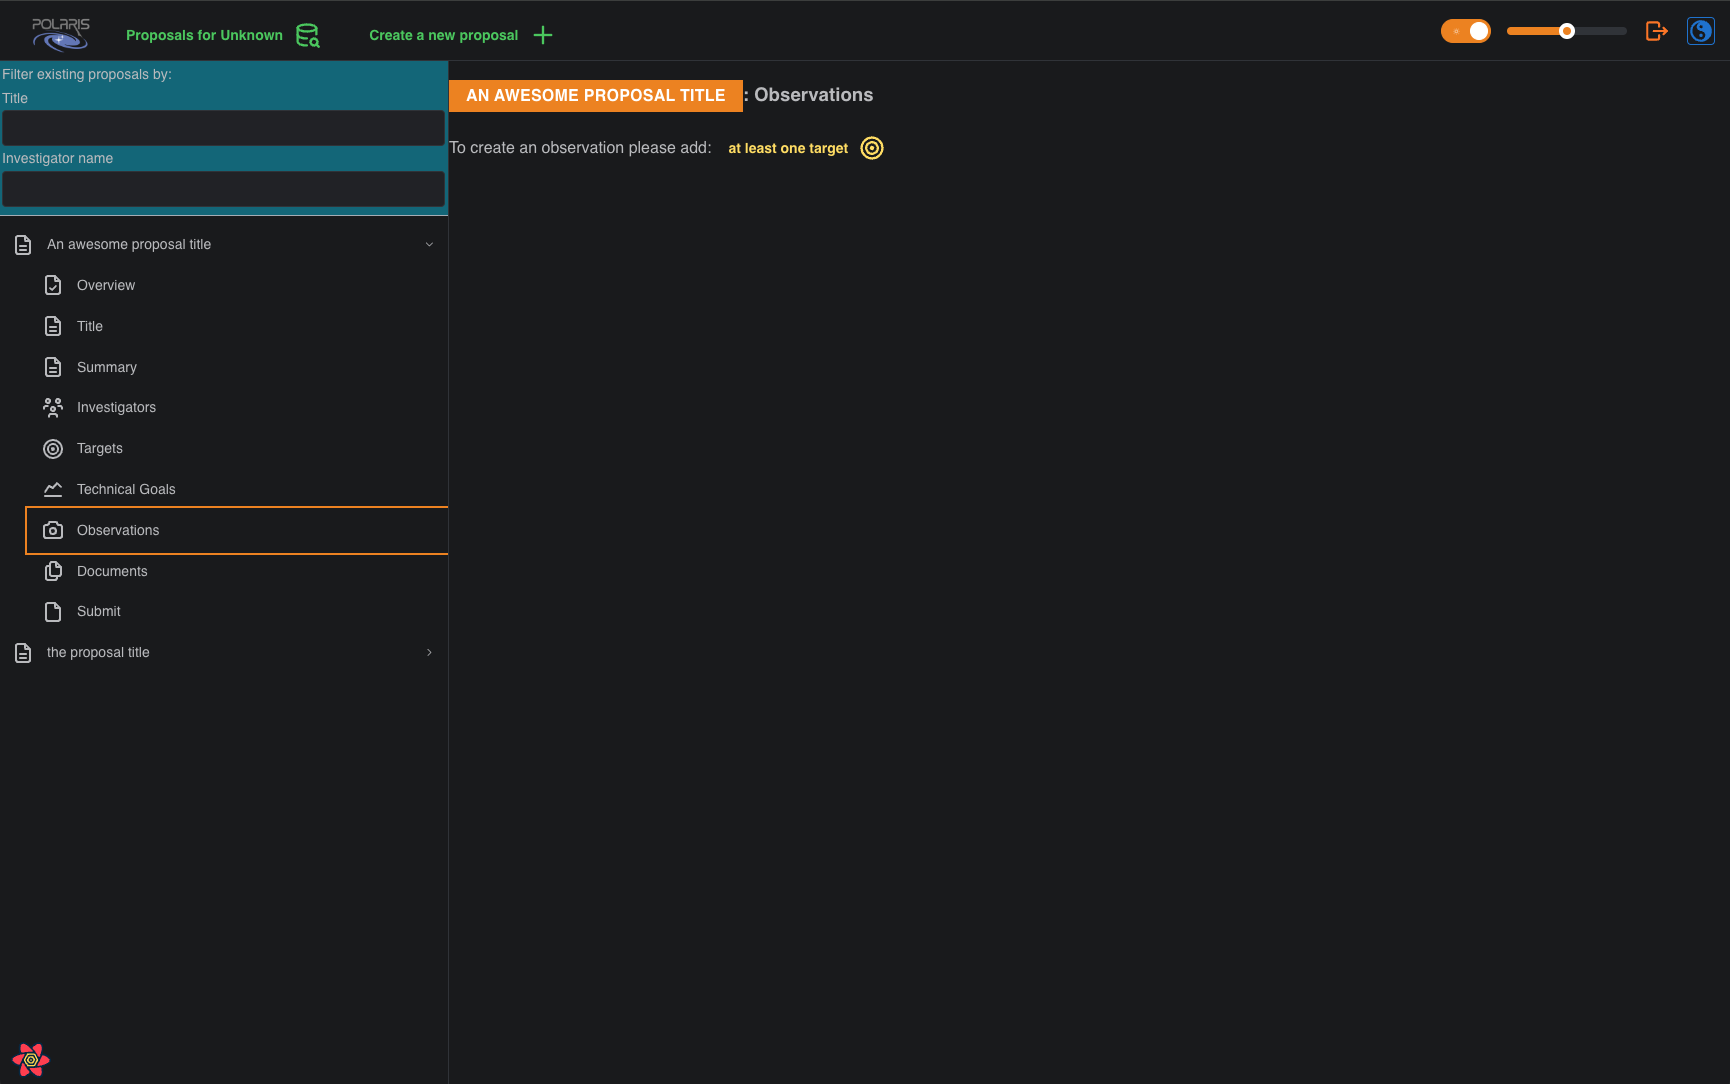 POLARIS
Proposals for Unknown
Create a new proposal
Filter existing proposals by:
Title
Investigator name
An awesome proposal title
Overview
Title
Summary
Investigators
Targets
Technical Goals
Observations
Documents
Submit
the proposal title
AN AWESOME PROPOSAL TITLE : Observations
To create an observation please add: at least one target